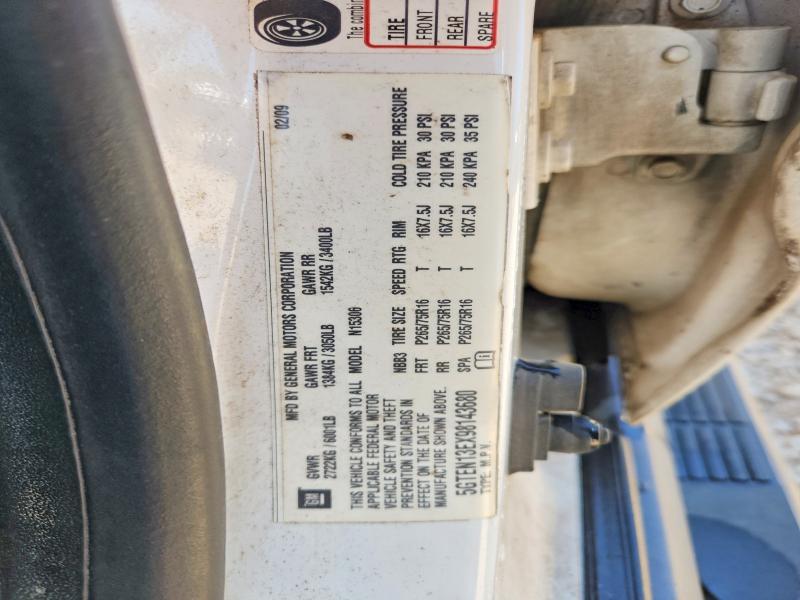 The combin
TIRE
FRONT
REAR
SPARE
02/09
MFD BY GENERAL MOTORS CORPORATION
GM GVWR GAWR FRT GAWR RR
2722KG / 6001LB 1384KG / 3050LB 1542KG / 3400LB
THIS VEHICLE CONFORMS TO ALL MODEL N15306
APPLICABLE FEDERAL MOTOR
VEHICLE SAFETY AND THEFT
PREVENTION STANDARDS IN
EFFECT ON THE DATE OF
MANUFACTURE SHOWN ABOVE.
5GTEN13EX98143680
TYPE: M.P.V.
TIRE SIZE SPEED RTG RIM COLD TIRE PRESSURE
FRT P265/75R16 T 16X7.5J 210 KPA 30 PSI
RR P265/75R16 T 16X7.5J 210 KPA 30 PSI
SPA P265/75R16 T 16X7.5J 240 KPA 35 PSI